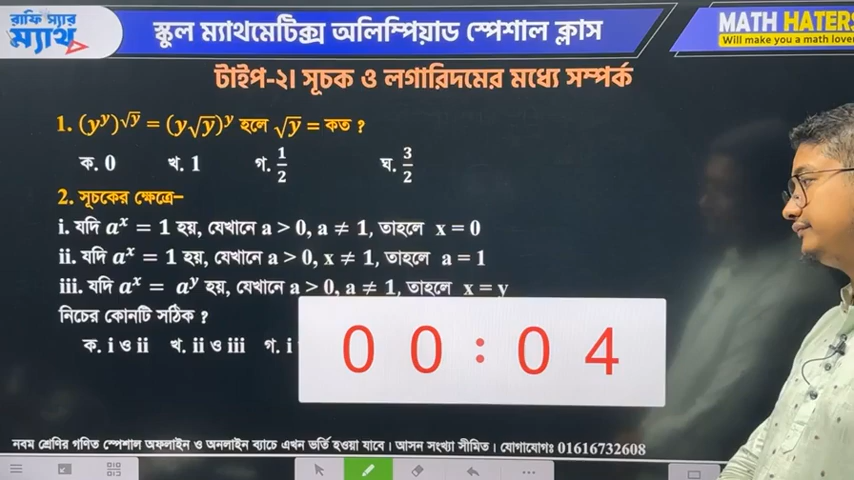 রাফি স্যার
ম্যাথ
স্কুল ম্যাথমেটিক্স অলিম্পিয়াড স্পেশাল ক্লাস
MATH HATERS
Will make you a math lover
টাইপ-২। সূচক ও লগারিদমের মধ্যে সম্পর্ক
1. (y^y)^√y = (y√y)^y হলে √y = কত ?
ক. 0 খ. 1 গ. 1/2 ঘ. 3/2
2. সূচকের ক্ষেত্রে–
i. যদি a^x = 1 হয়, যেখানে a > 0, a ≠ 1, তাহলে x = 0
ii. যদি a^x = 1 হয়, যেখানে a > 0, x ≠ 1, তাহলে a = 1
iii. যদি a^x = a^y হয়, যেখানে a > 0, a ≠ 1, তাহলে x = y
নিচের কোনটি সঠিক ?
ক. i ও ii খ. ii ও iii গ. i
00:04
নবম শ্রেণির গণিত স্পেশাল অফলাইন ও অনলাইন ব্যাচে এখন ভর্তি হওয়া যাবে। আসন সংখ্যা সীমিত। যোগাযোগঃ 01616732608